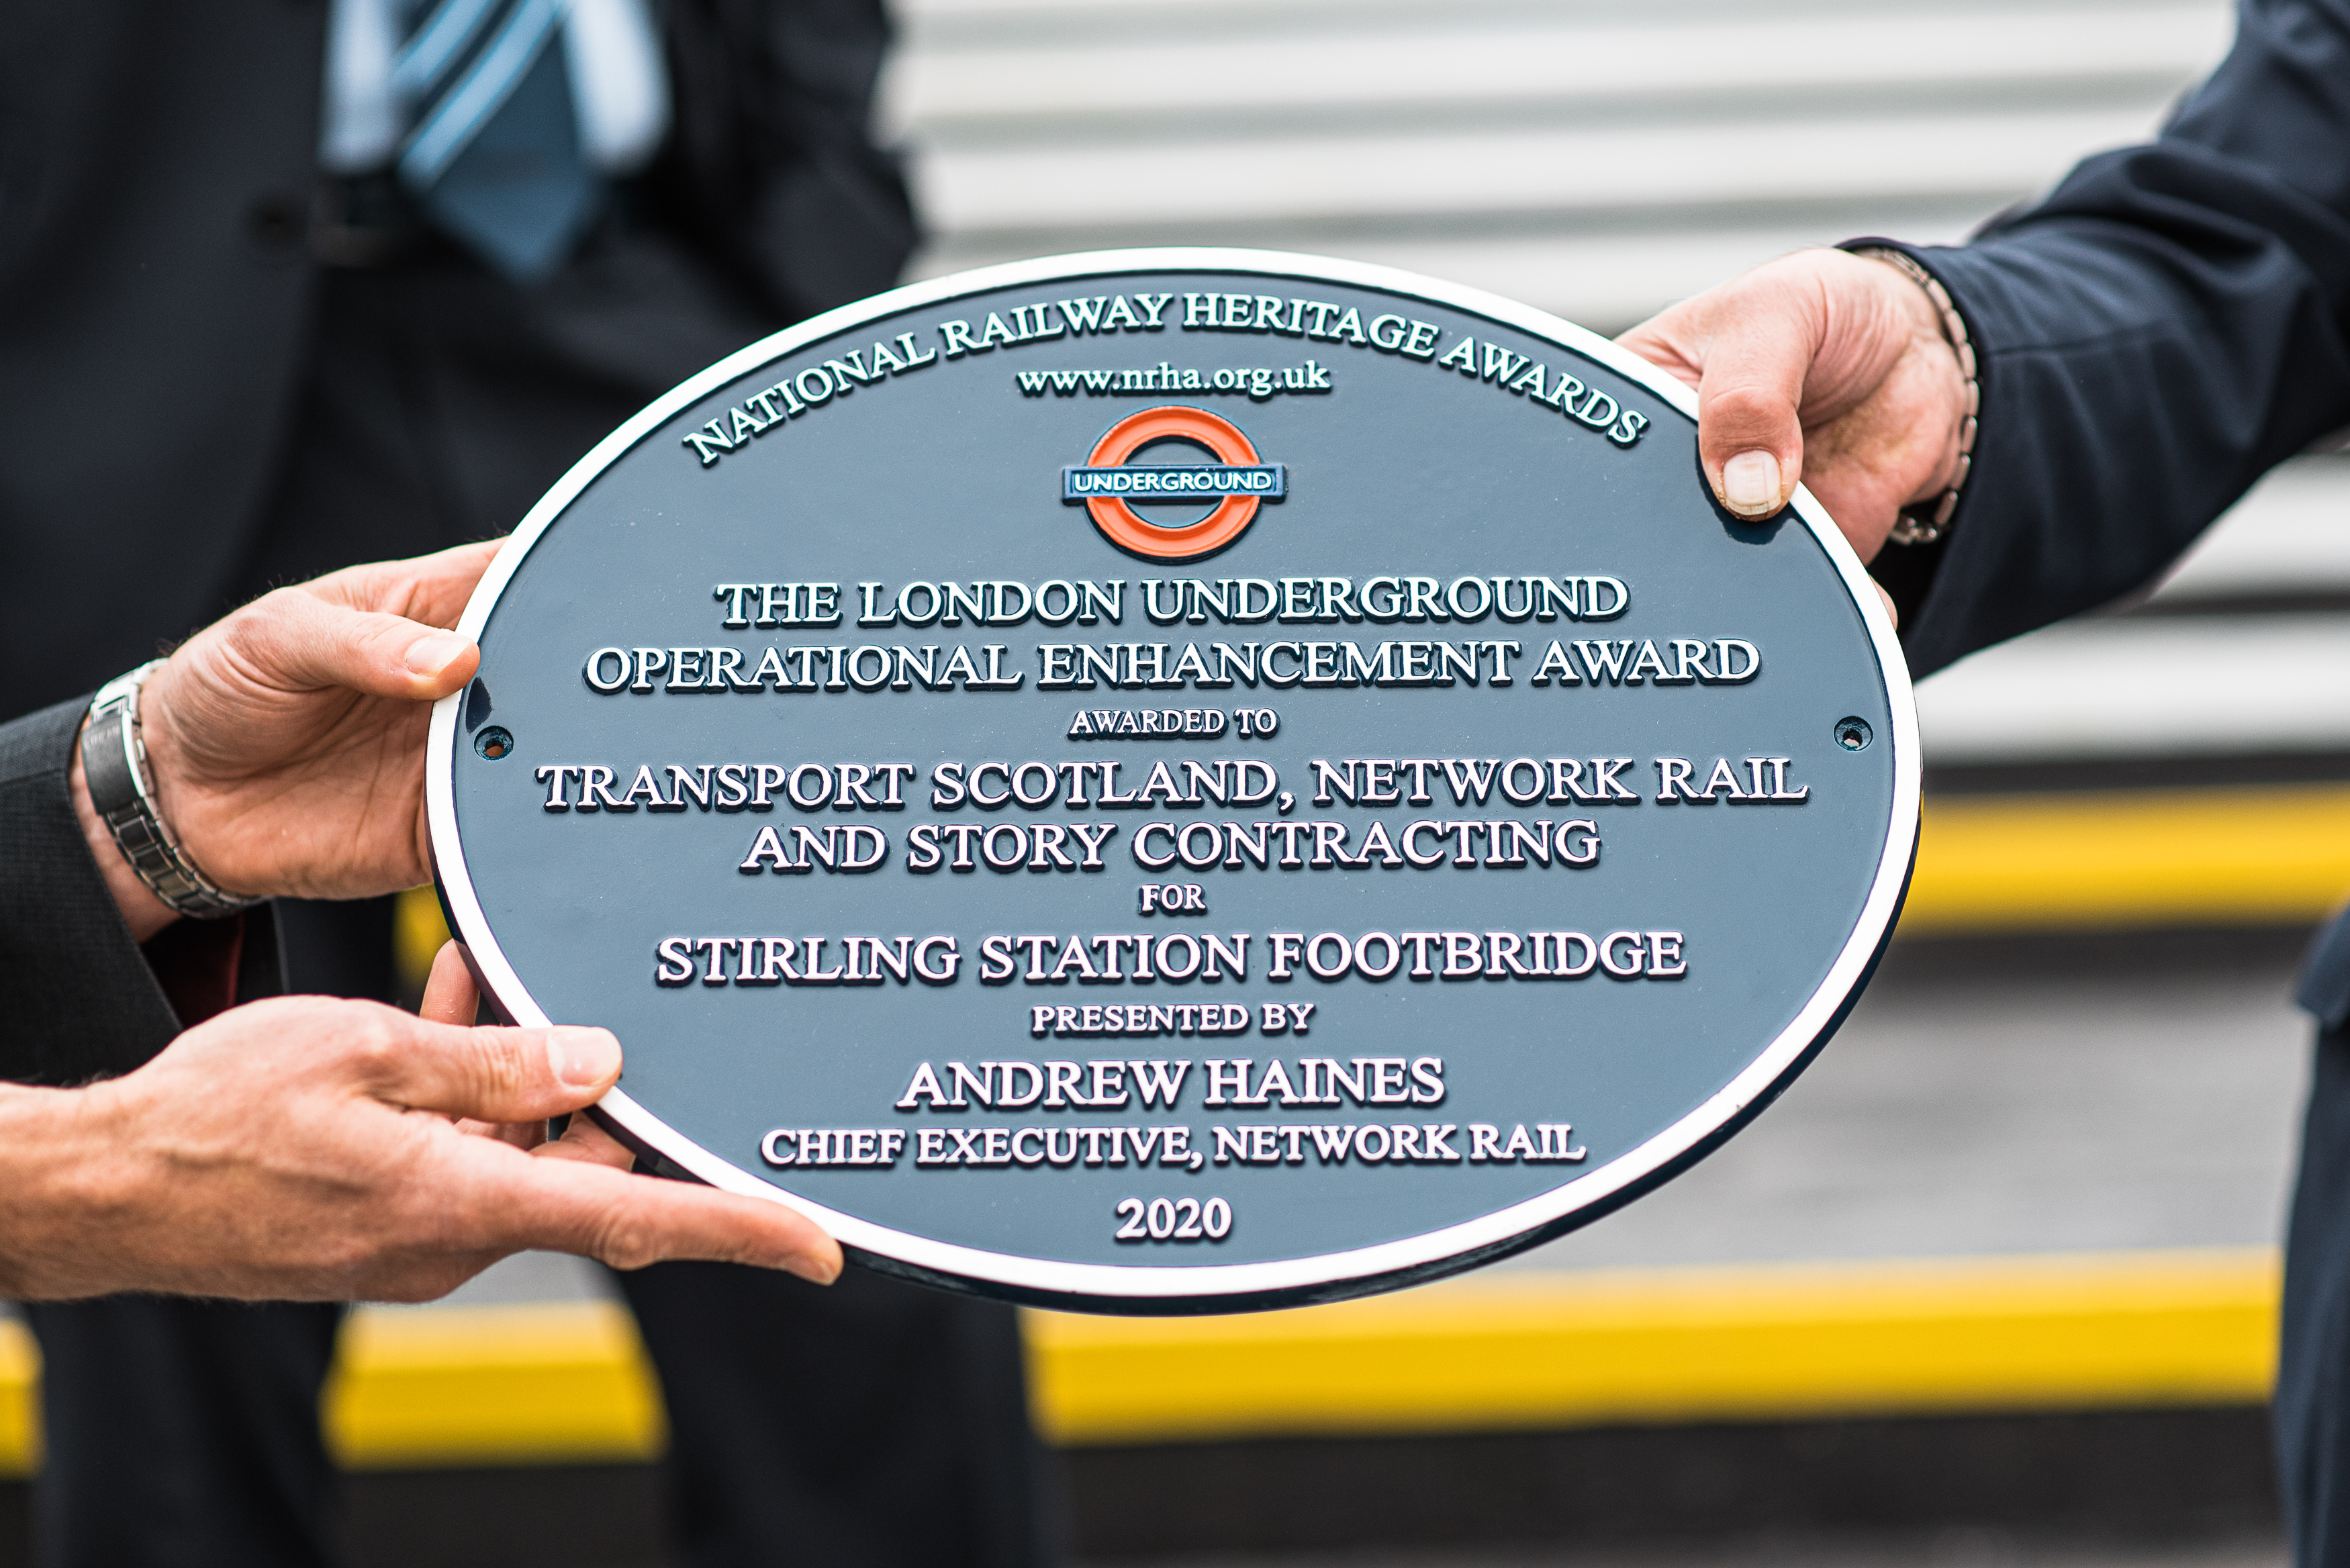 NATIONAL RAILWAY HERITAGE AWARDS
www.nrha.org.uk
UNDERGROUND
THE LONDON UNDERGROUND
OPERATIONAL ENHANCEMENT AWARD
AWARDED TO
TRANSPORT SCOTLAND, NETWORK RAIL
AND STORY CONTRACTING
FOR
STIRLING STATION FOOTBRIDGE
PRESENTED BY
ANDREW HAINES
CHIEF EXECUTIVE, NETWORK RAIL
2020